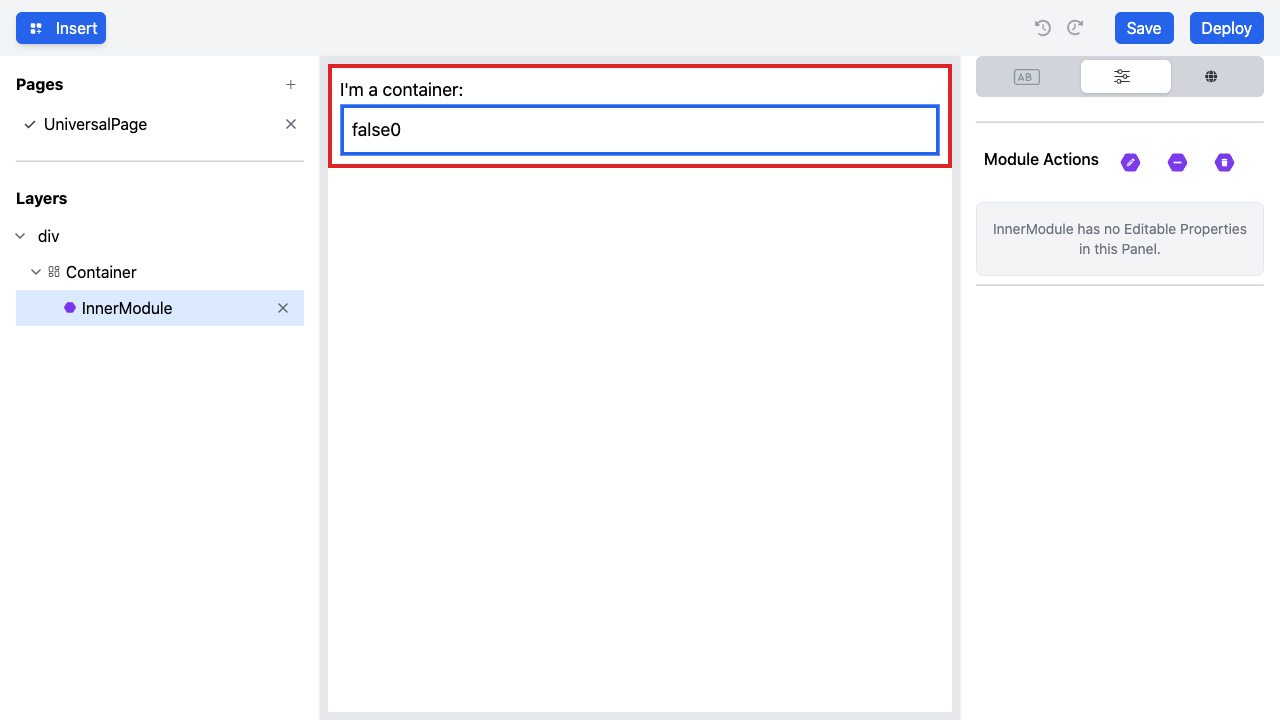 Insert
Save
Deploy
Pages
UniversalPage
Layers
div
Container
InnerModule
I'm a container:
false0
AB
Module Actions
InnerModule has no Editable Properties
in this Panel.